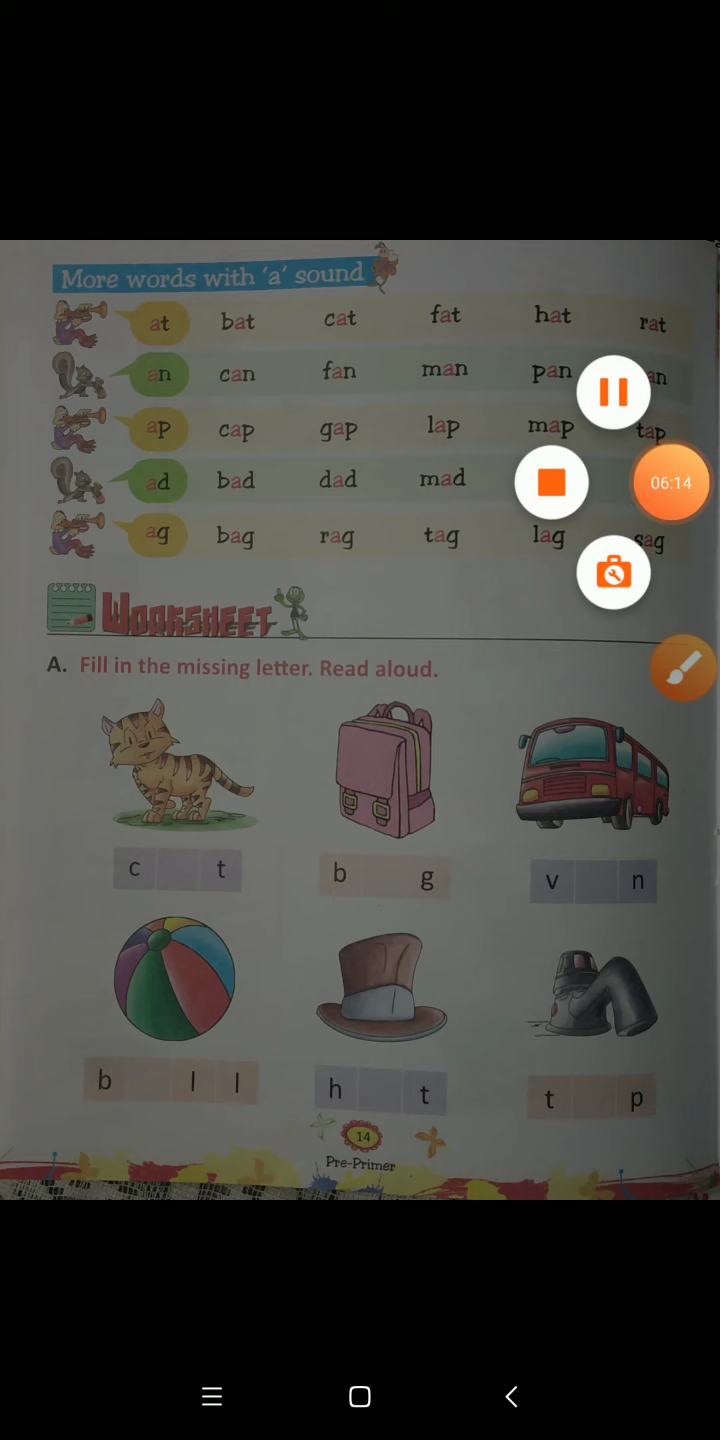 More words with 'a' sound
at bat cat fat hat rat
an can fan man pan an
ap cap gap lap map tap
ad bad dad mad
ag bag rag tag lag sag
06:14
WORKSHEET
A. Fill in the missing letter. Read aloud.
c t b g v n
b l l h t t p
14
Pre-Primer